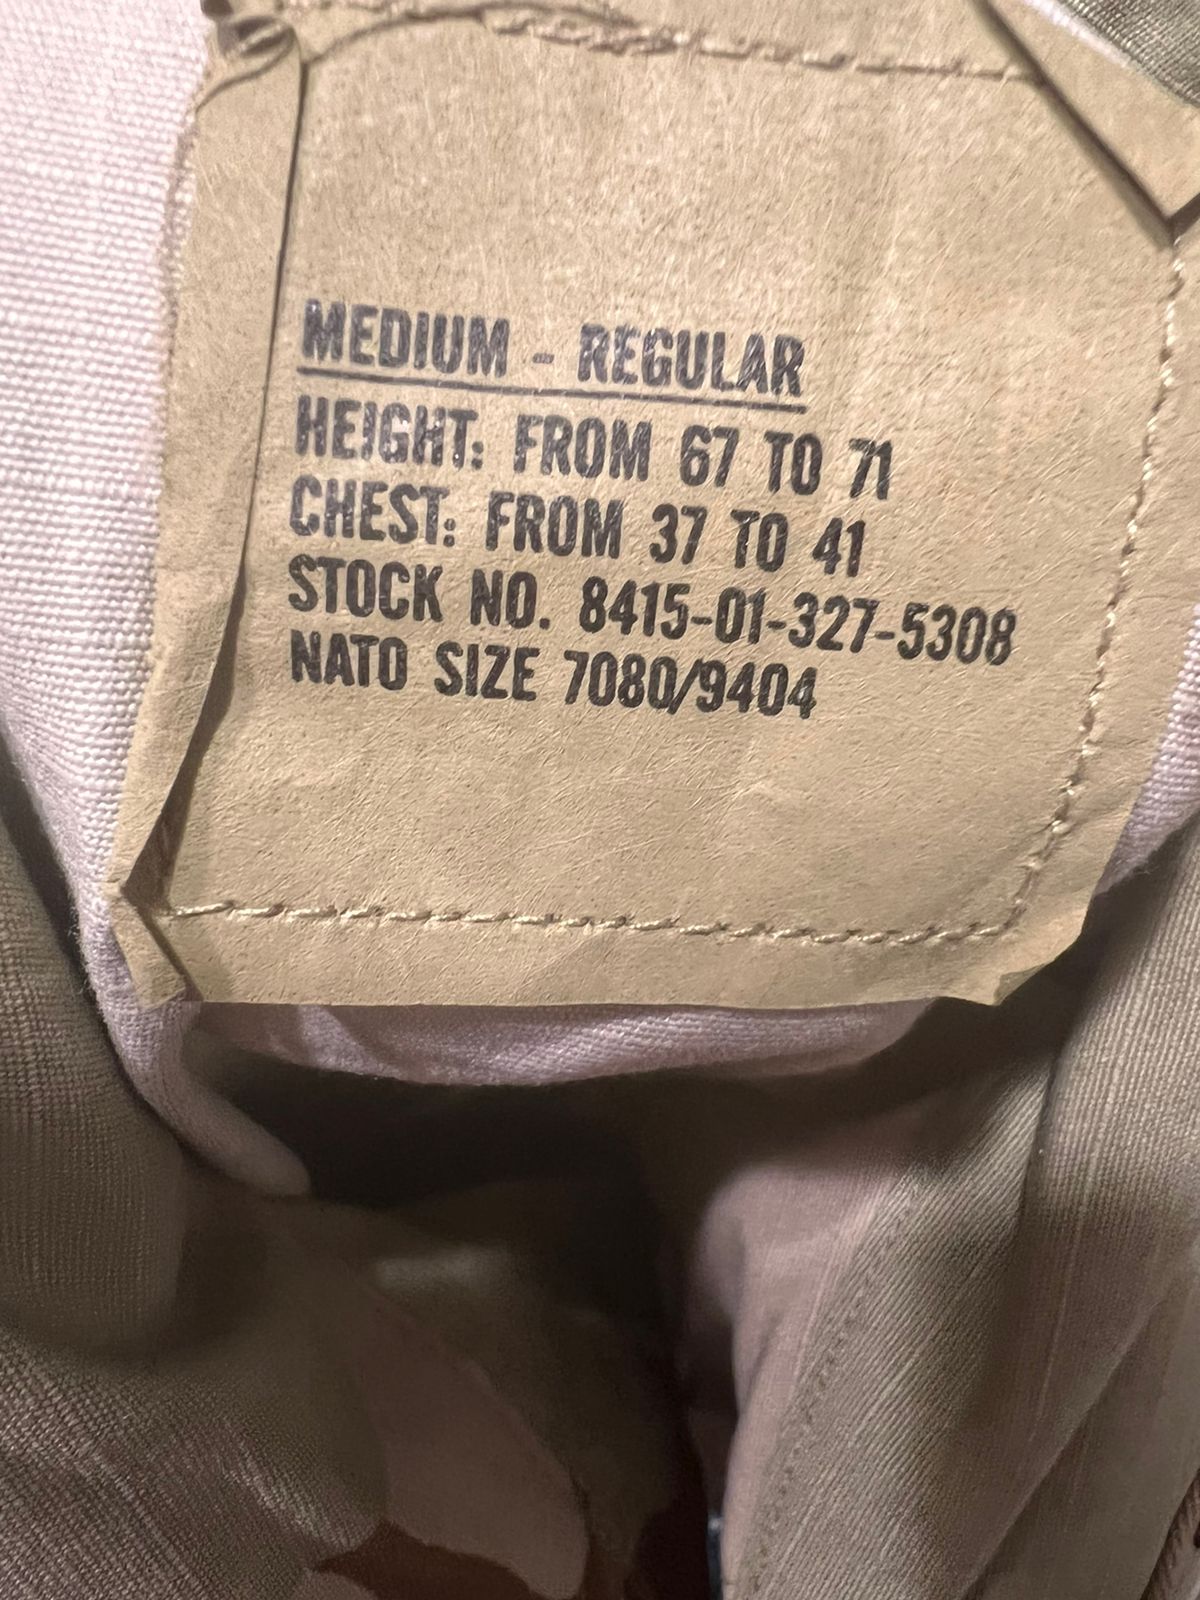 MEDIUM - REGULAR
HEIGHT: FROM 67 TO 71
CHEST: FROM 37 TO 41
STOCK NO. 8415-01-327-5308
NATO SIZE 7080/9404